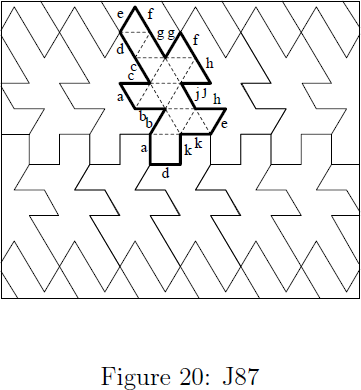 e f
g g f
d
c h
c
a j j h
b
b e
a k k
d
Figure 20: J87